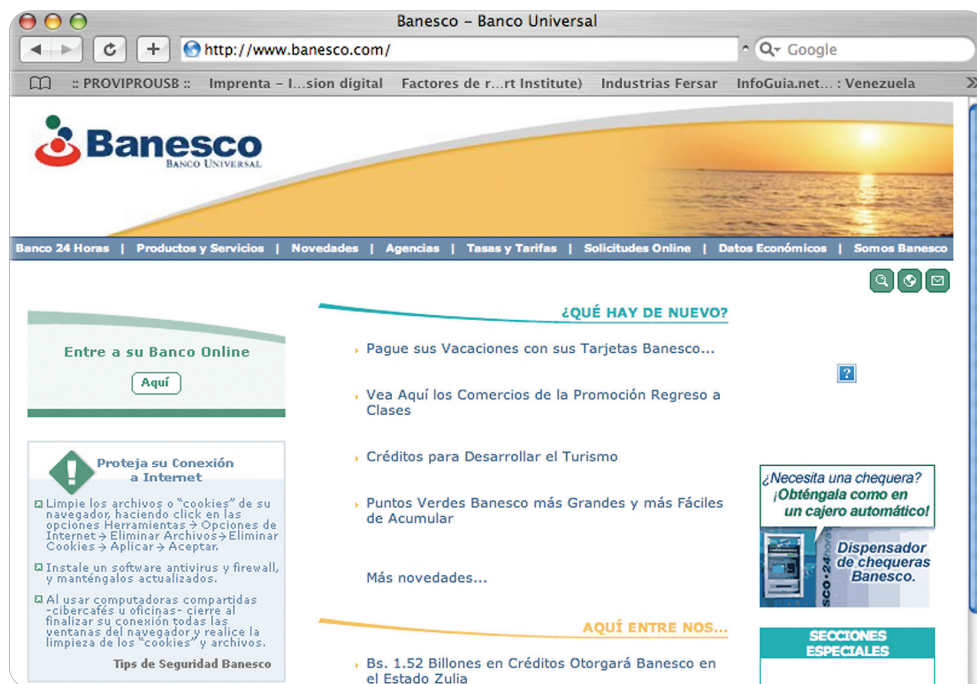 Banesco – Banco Universal
http://www.banesco.com/
Google
:: PROVIPROUSB ::
Imprenta – I...sion digital
Factores de r...rt Institute)
Industrias Fersar
InfoGuia.net... : Venezuela
Banesco
BANCO UNIVERSAL
Banco 24 Horas | Productos y Servicios | Novedades | Agencias | Tasas y Tarifas | Solicitudes Online | Datos Económicos | Somos Banesco
Entre a su Banco Online
Aquí
Proteja su Conexión
a Internet
Limpie los archivos o "cookies" de su
navegador, haciendo click en las
opciones Herramientas → Opciones de
Internet → Eliminar Archivos → Eliminar
Cookies → Aplicar → Aceptar.
Instale un software antivirus y firewall,
y manténgalos actualizados.
Al usar computadoras compartidas
-cibercafés u oficinas- cierre al
finalizar su conexión todas las
ventanas del navegador y realice la
limpieza de los "cookies" y archivos.
Tips de Seguridad Banesco
¿QUÉ HAY DE NUEVO?
Pague sus Vacaciones con sus Tarjetas Banesco...
Vea Aquí los Comercios de la Promoción Regreso a
Clases
Créditos para Desarrollar el Turismo
Puntos Verdes Banesco más Grandes y más Fáciles
de Acumular
Más novedades...
AQUÍ ENTRE NOS...
Bs. 1.52 Billones en Créditos Otorgará Banesco en
el Estado Zulia
?
¿Necesita una chequera?
¡Obténgala como en
un cajero automático!
Dispensador
de chequeras
Banesco.
SCO•24horas
SECCIONES
ESPECIALES